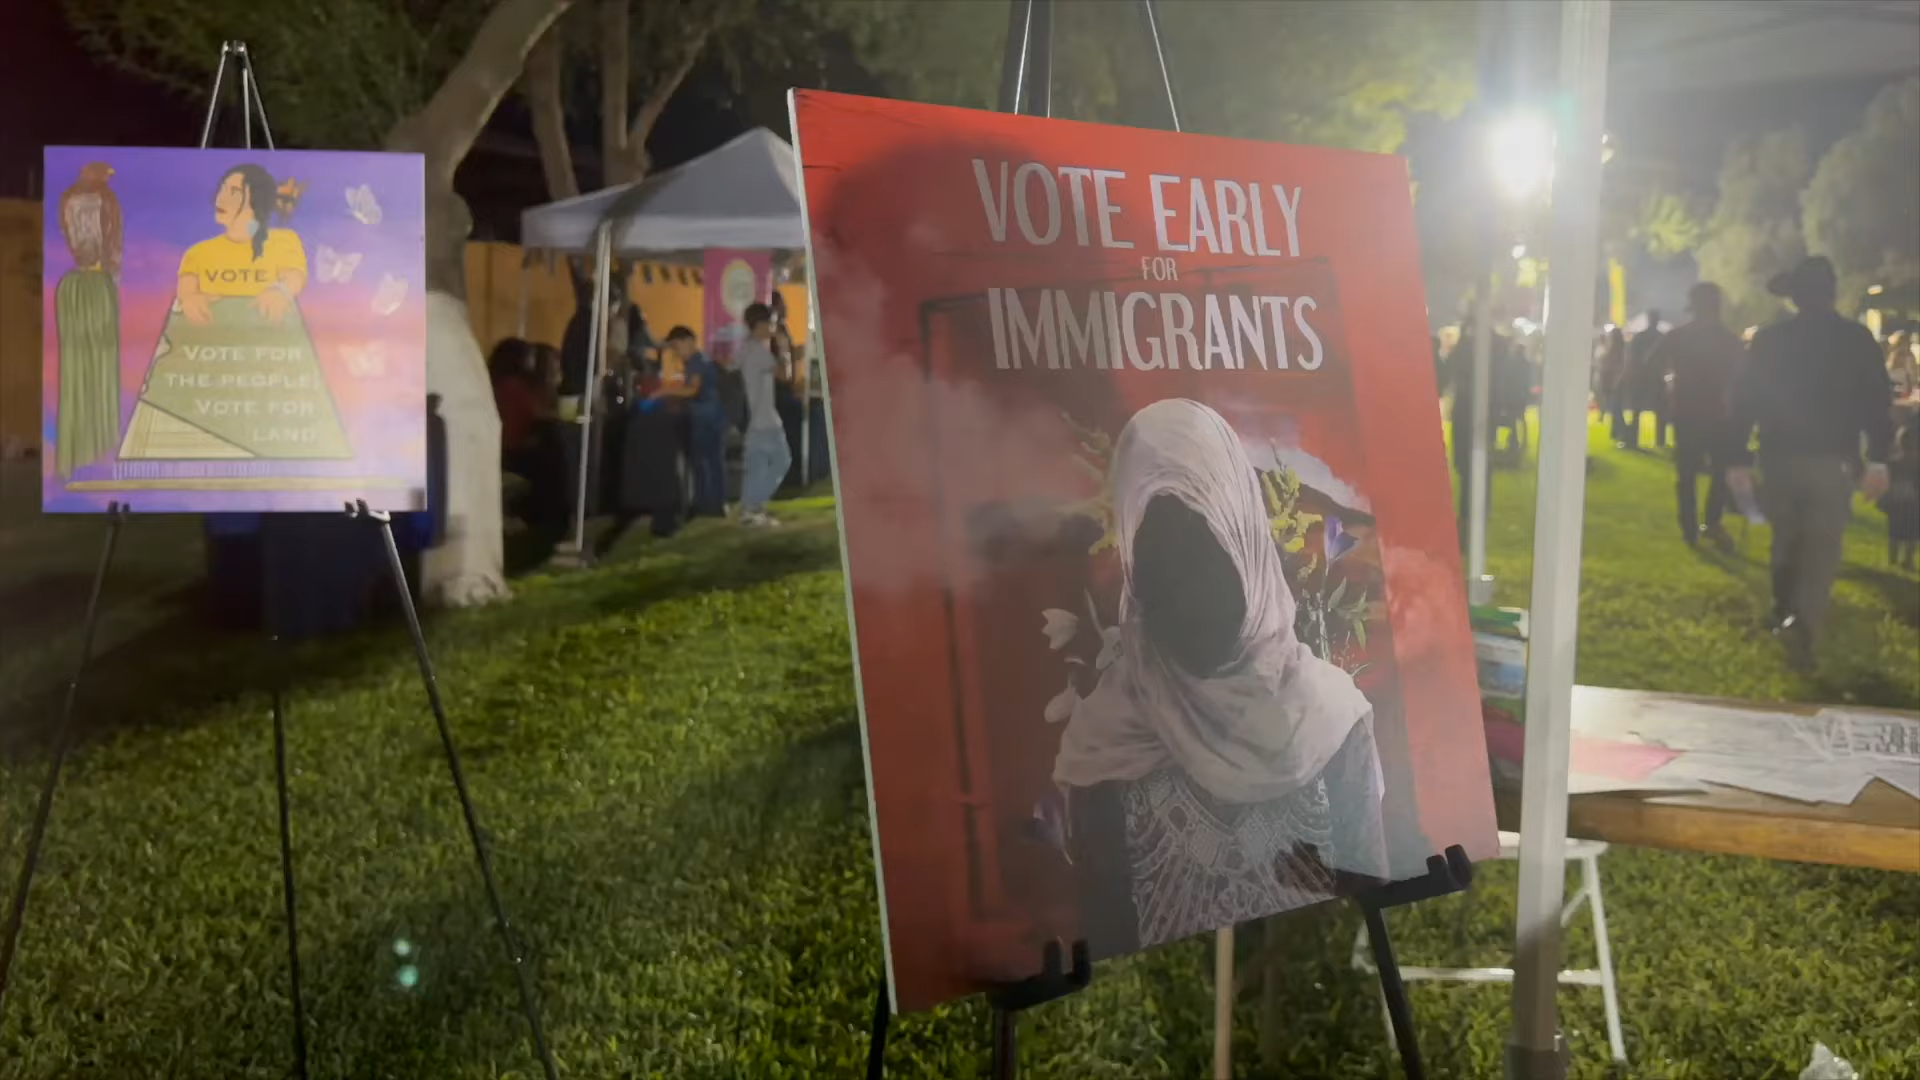 VOTE
VOTE FOR
THE PEOPLE,
VOTE FOR
LAND
VOTE EARLY
FOR
IMMIGRANTS